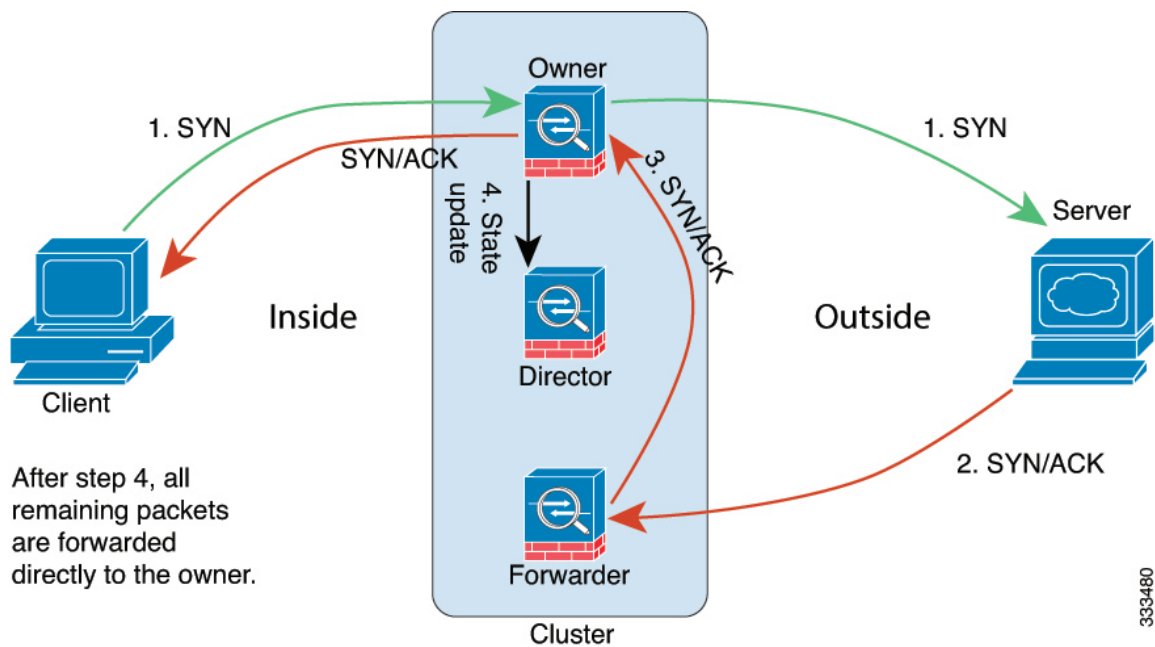 Owner
1. SYN
1. SYN
SYN/ACK
3. SYN/ACK
4. State
update
Server
Inside
Outside
Director
Client
2. SYN/ACK
After step 4, all
remaining packets
are forwarded
directly to the owner.
Forwarder
Cluster
333480